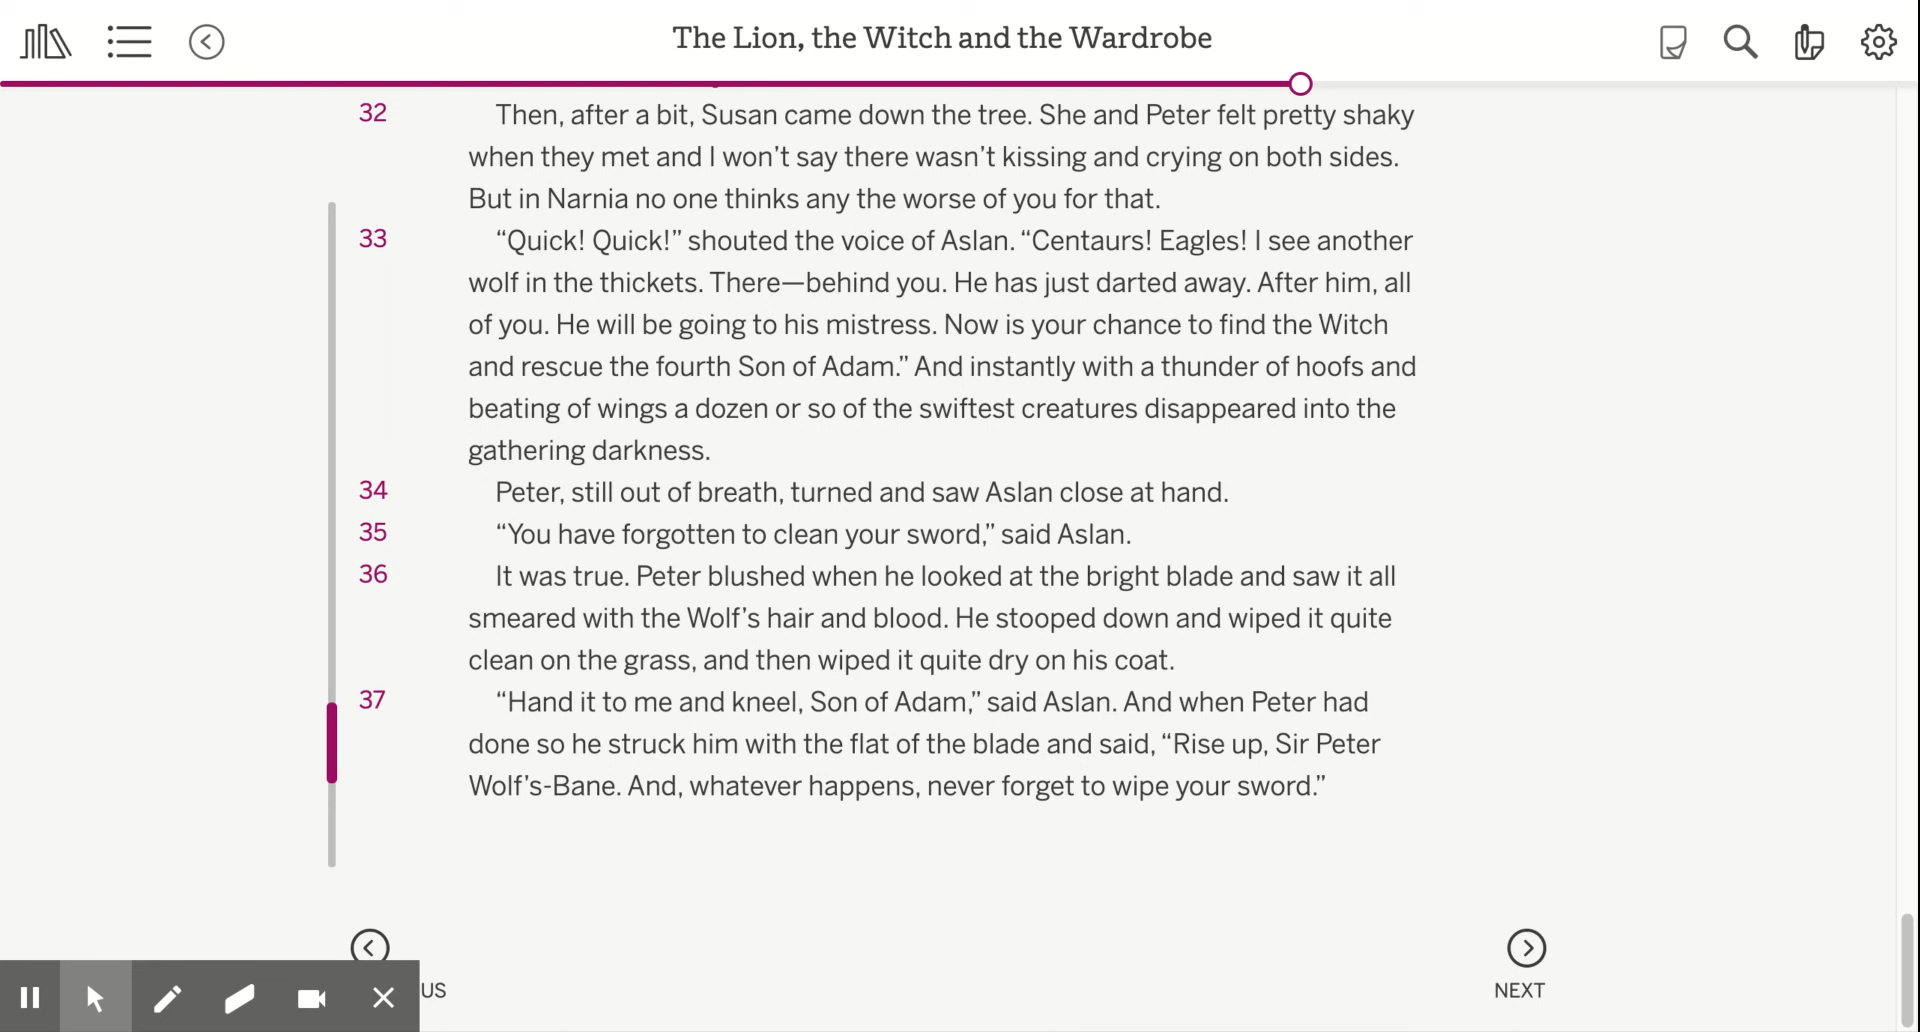 The Lion, the Witch and the Wardrobe
32 Then, after a bit, Susan came down the tree. She and Peter felt pretty shaky
when they met and I won’t say there wasn’t kissing and crying on both sides.
But in Narnia no one thinks any the worse of you for that.
33 “Quick! Quick!” shouted the voice of Aslan. “Centaurs! Eagles! I see another
wolf in the thickets. There—behind you. He has just darted away. After him, all
of you. He will be going to his mistress. Now is your chance to find the Witch
and rescue the fourth Son of Adam.” And instantly with a thunder of hoofs and
beating of wings a dozen or so of the swiftest creatures disappeared into the
gathering darkness.
34 Peter, still out of breath, turned and saw Aslan close at hand.
35 “You have forgotten to clean your sword,” said Aslan.
36 It was true. Peter blushed when he looked at the bright blade and saw it all
smeared with the Wolf’s hair and blood. He stooped down and wiped it quite
clean on the grass, and then wiped it quite dry on his coat.
37 “Hand it to me and kneel, Son of Adam,” said Aslan. And when Peter had
done so he struck him with the flat of the blade and said, “Rise up, Sir Peter
Wolf’s-Bane. And, whatever happens, never forget to wipe your sword.”
US
NEXT